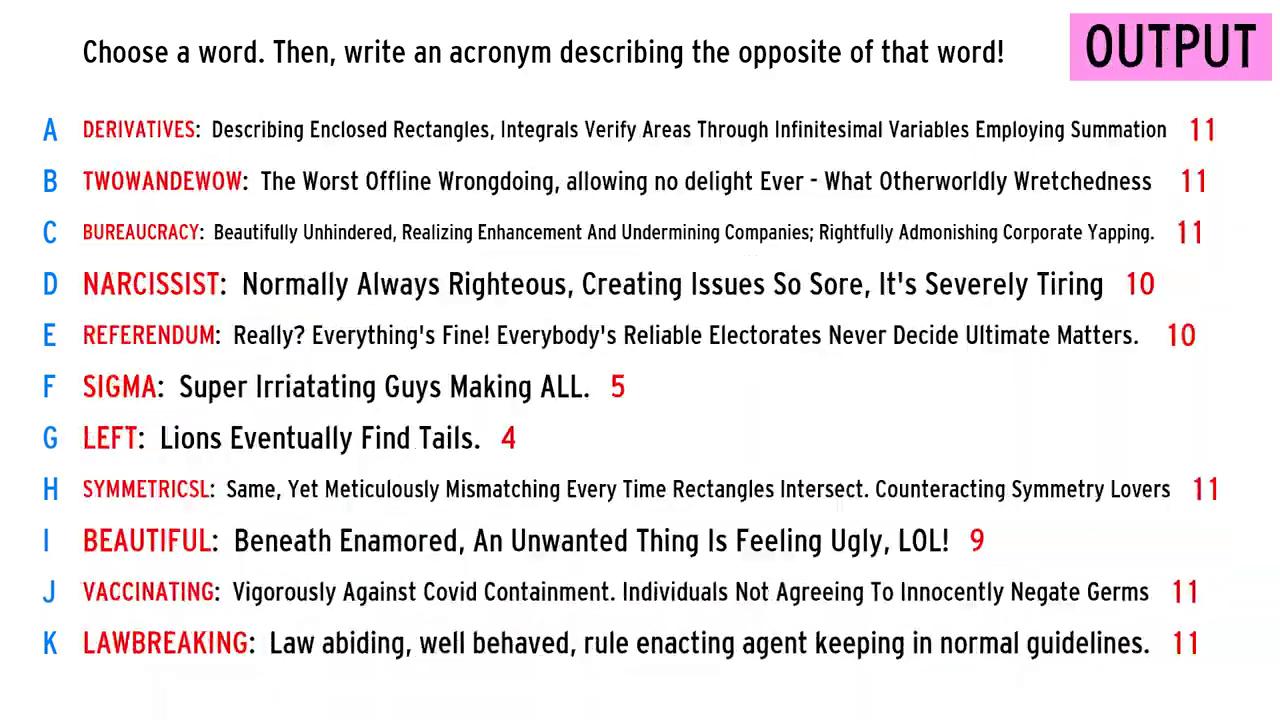 Choose a word. Then, write an acronym describing the opposite of that word!
OUTPUT
A DERIVATIVES: Describing Enclosed Rectangles, Integrals Verify Areas Through Infinitesimal Variables Employing Summation 11
B TWOWANDEWOW: The Worst Offline Wrongdoing, allowing no delight Ever - What Otherworldly Wretchedness 11
C BUREAUCRACY: Beautifully Unhindered, Realizing Enhancement And Undermining Companies; Rightfully Admonishing Corporate Yapping. 11
D NARCISSIST: Normally Always Righteous, Creating Issues So Sore, It's Severely Tiring 10
E REFERENDUM: Really? Everything's Fine! Everybody's Reliable Electorates Never Decide Ultimate Matters. 10
F SIGMA: Super Irriatating Guys Making ALL. 5
G LEFT: Lions Eventually Find Tails. 4
H SYMMETRICSL: Same, Yet Meticulously Mismatching Every Time Rectangles Intersect. Counteracting Symmetry Lovers 11
I BEAUTIFUL: Beneath Enamored, An Unwanted Thing Is Feeling Ugly, LOL! 9
J VACCINATING: Vigorously Against Covid Containment. Individuals Not Agreeing To Innocently Negate Germs 11
K LAWBREAKING: Law abiding, well behaved, rule enacting agent keeping in normal guidelines. 11